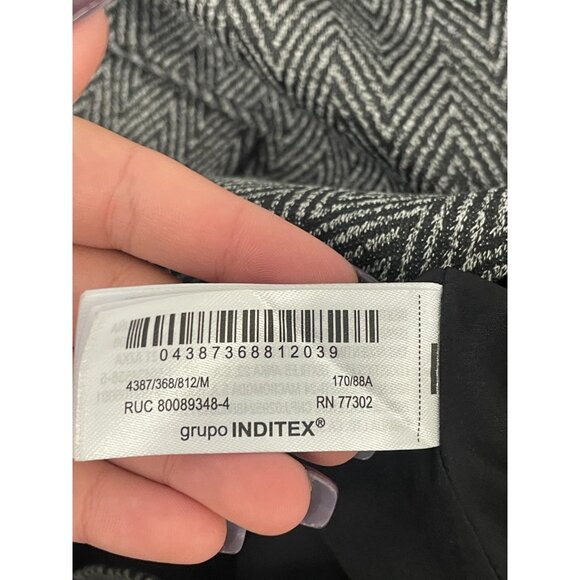 04387368812039
4387/368/812/M 170/88A
RUC 80089348-4 RN 77302
grupo INDITEX®